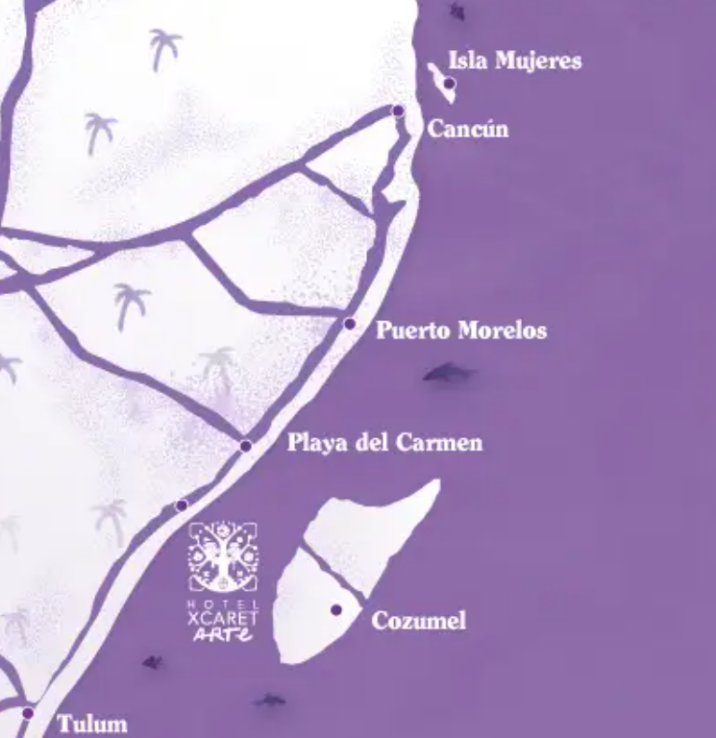 Isla Mujeres
Cancún
Puerto Morelos
Playa del Carmen
HOTEL
XCARET
ARTE
Cozumel
Tulum